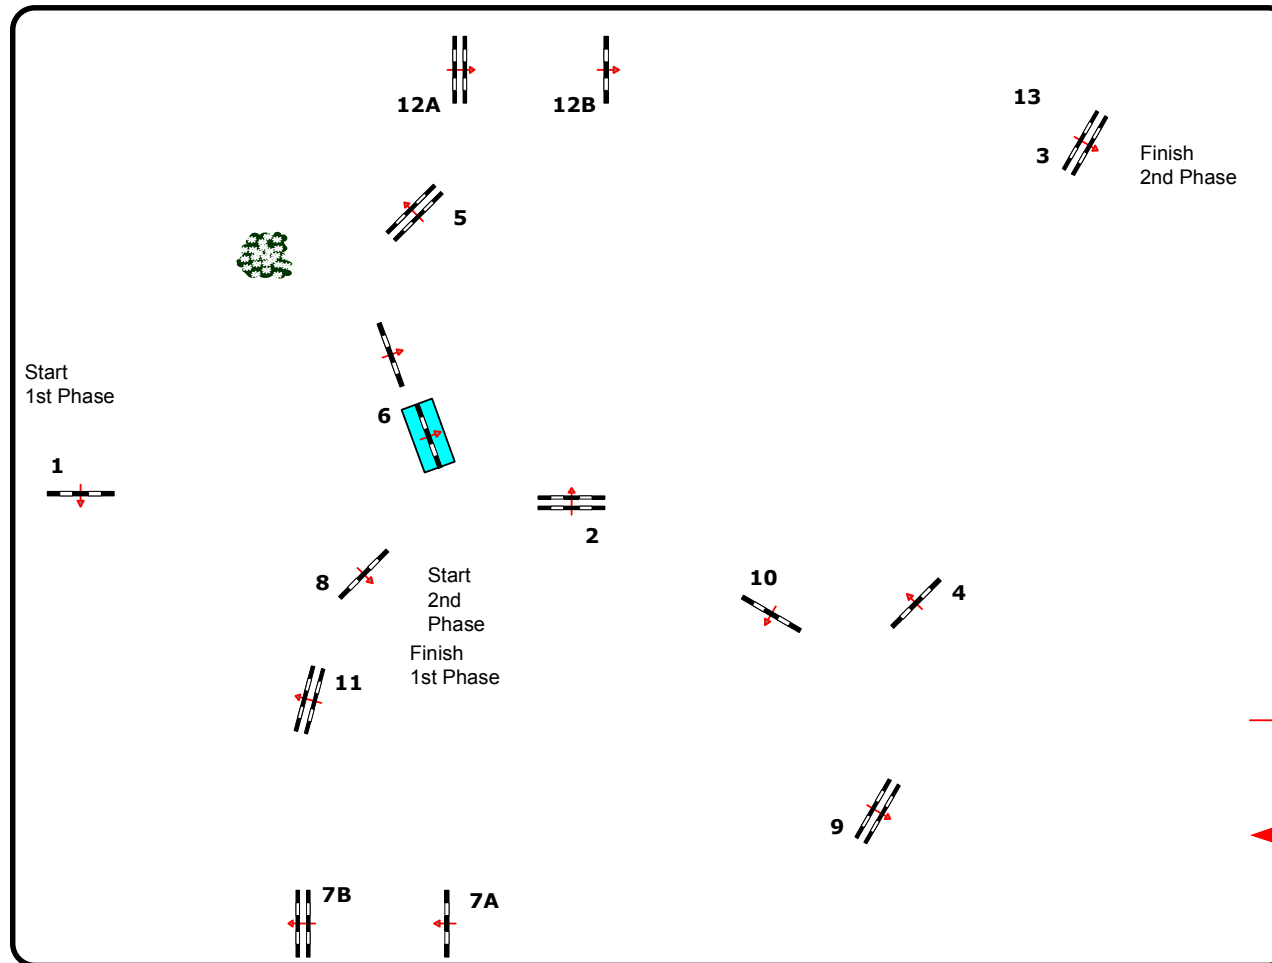 12A
12B
13
3
Finish
2nd Phase
5
Start
1st Phase
6
1
2
8
Start
2nd
Phase
10
4
Finish
1st Phase
11
9
7B
7A